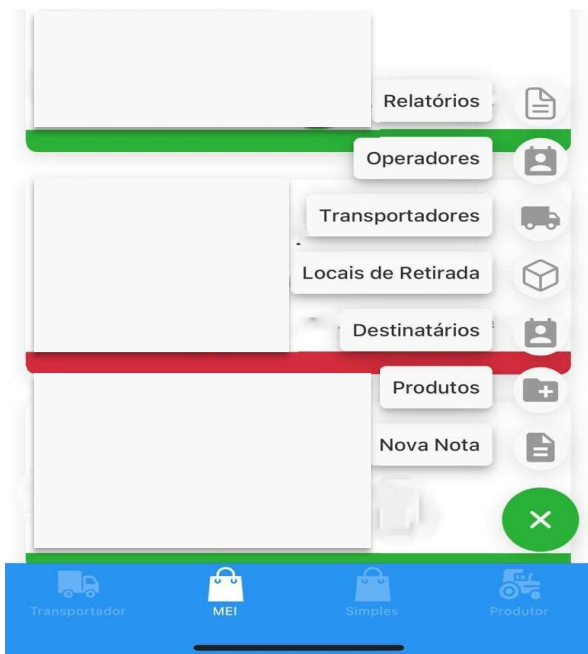 Relatórios
Operadores
Transportadores
Locais de Retirada
Destinatários
Produtos
Nova Nota
Transportador
MEI
Simples
Produtor